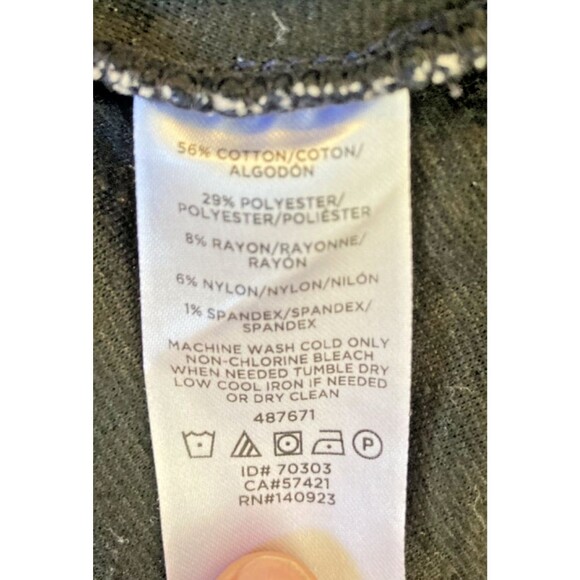 56% COTTON/COTON/
ALGODÓN
29% POLYESTER/
POLYESTER/POLIÉSTER
8% RAYON/RAYONNE/
RAYÓN
6% NYLON/NYLON/NILÓN
1% SPANDEX/SPANDEX/
SPANDEX
MACHINE WASH COLD ONLY
NON-CHLORINE BLEACH
WHEN NEEDED TUMBLE DRY
LOW COOL IRON IF NEEDED
OR DRY CLEAN
487671
P
ID# 70303
CA#57421
RN#140923